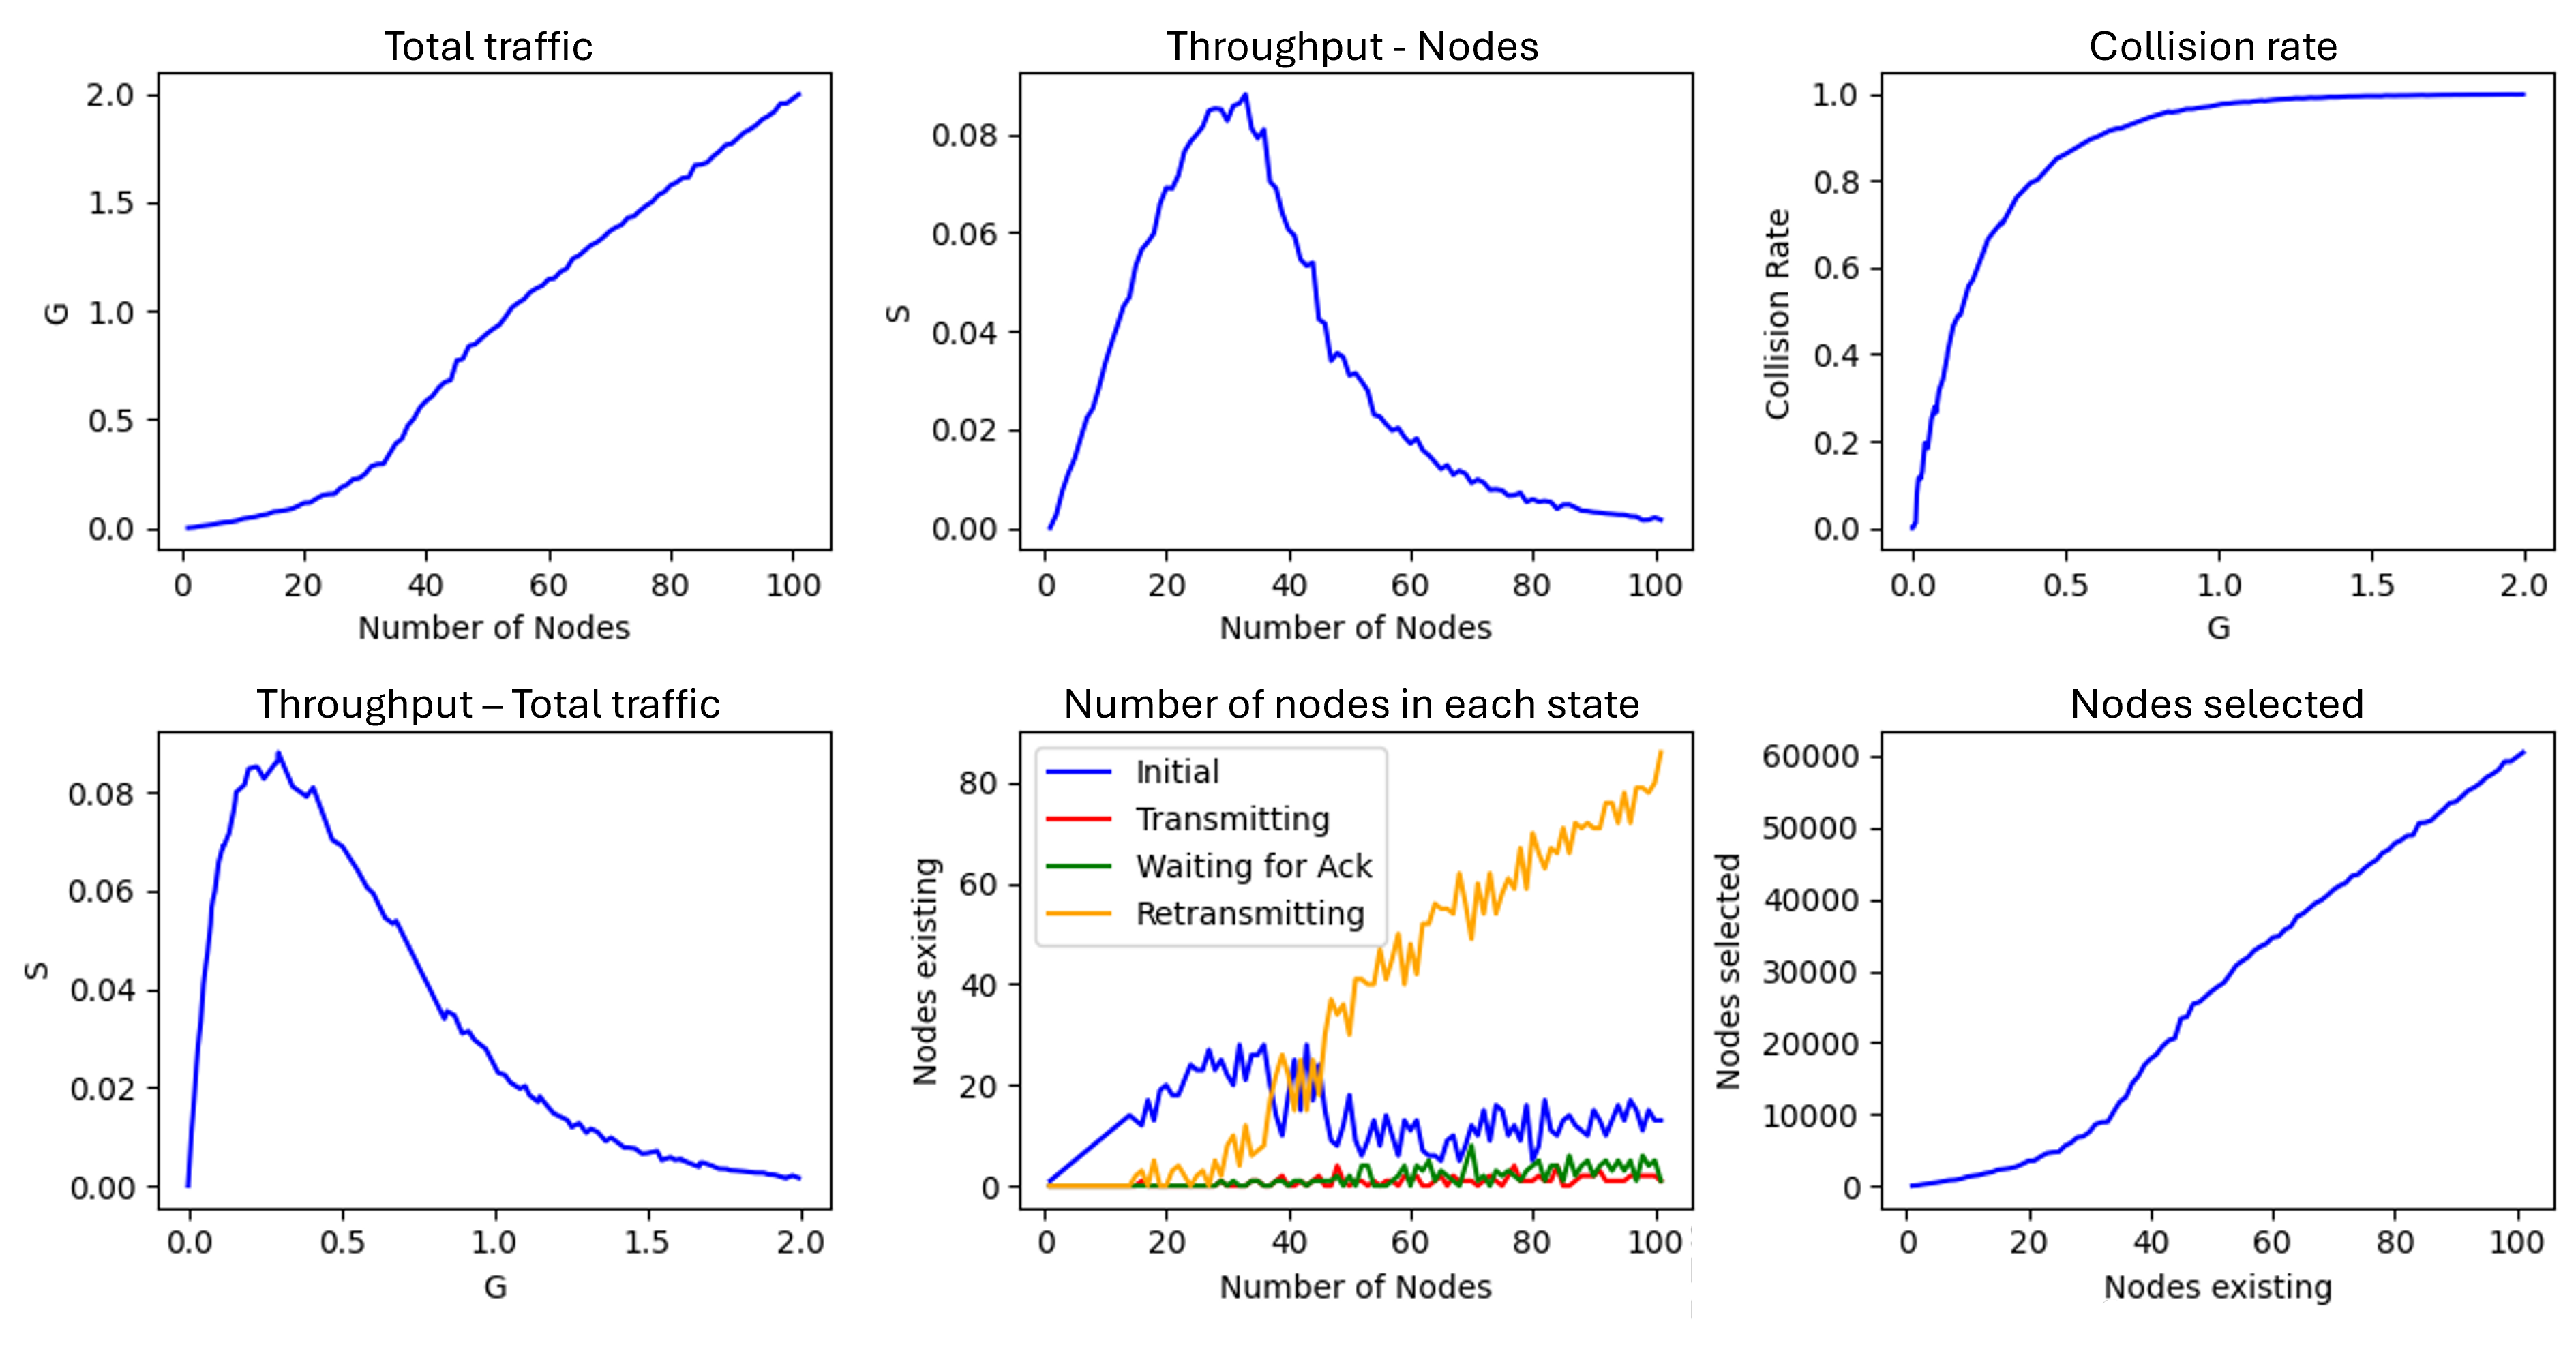 Total traffic
2.0
1.5
1.0
0.5
0.0
G
0 20 40 60 80 100
Number of Nodes
Throughput - Nodes
0.08
0.06
0.04
0.02
0.00
S
0 20 40 60 80 100
Number of Nodes
Collision rate
1.0
0.8
0.6
0.4
0.2
0.0
Collision Rate
0.0 0.5 1.0 1.5 2.0
G
Throughput – Total traffic
0.08
0.06
0.04
0.02
0.00
S
0.0 0.5 1.0 1.5 2.0
G
Number of nodes in each state
Initial
Transmitting
Waiting for Ack
Retransmitting
80
60
40
20
0
Nodes existing
0 20 40 60 80 100
Number of Nodes
Nodes selected
60000
50000
40000
30000
20000
10000
0
Nodes selected
0 20 40 60 80 100
Nodes existing